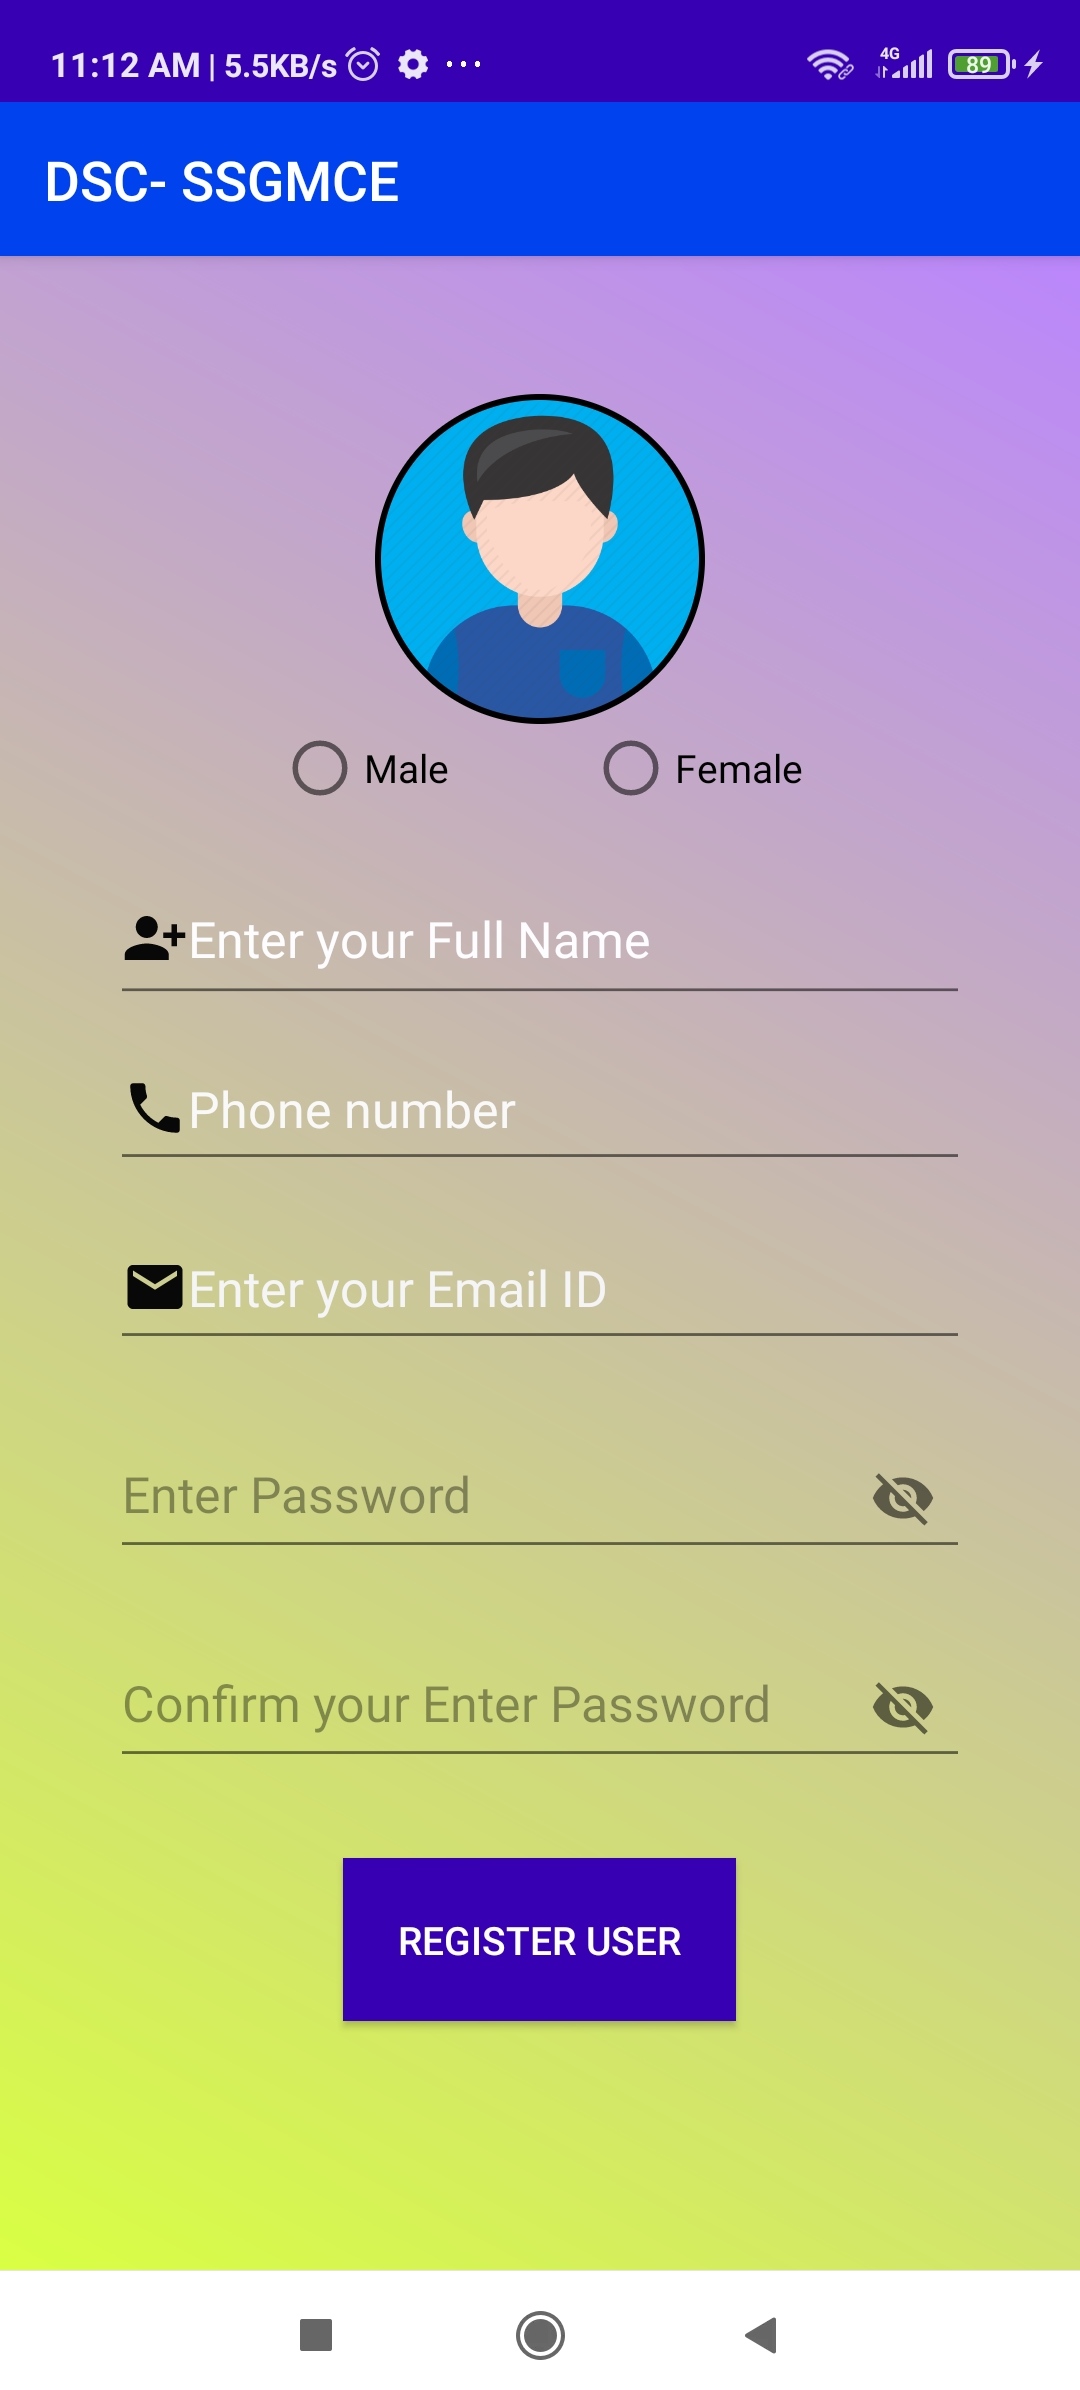 11:12 AM | 5.5KB/s ... 4G 89
DSC- SSGMCE
Male Female
Enter your Full Name
Phone number
Enter your Email ID
Enter Password
Confirm your Enter Password
REGISTER USER